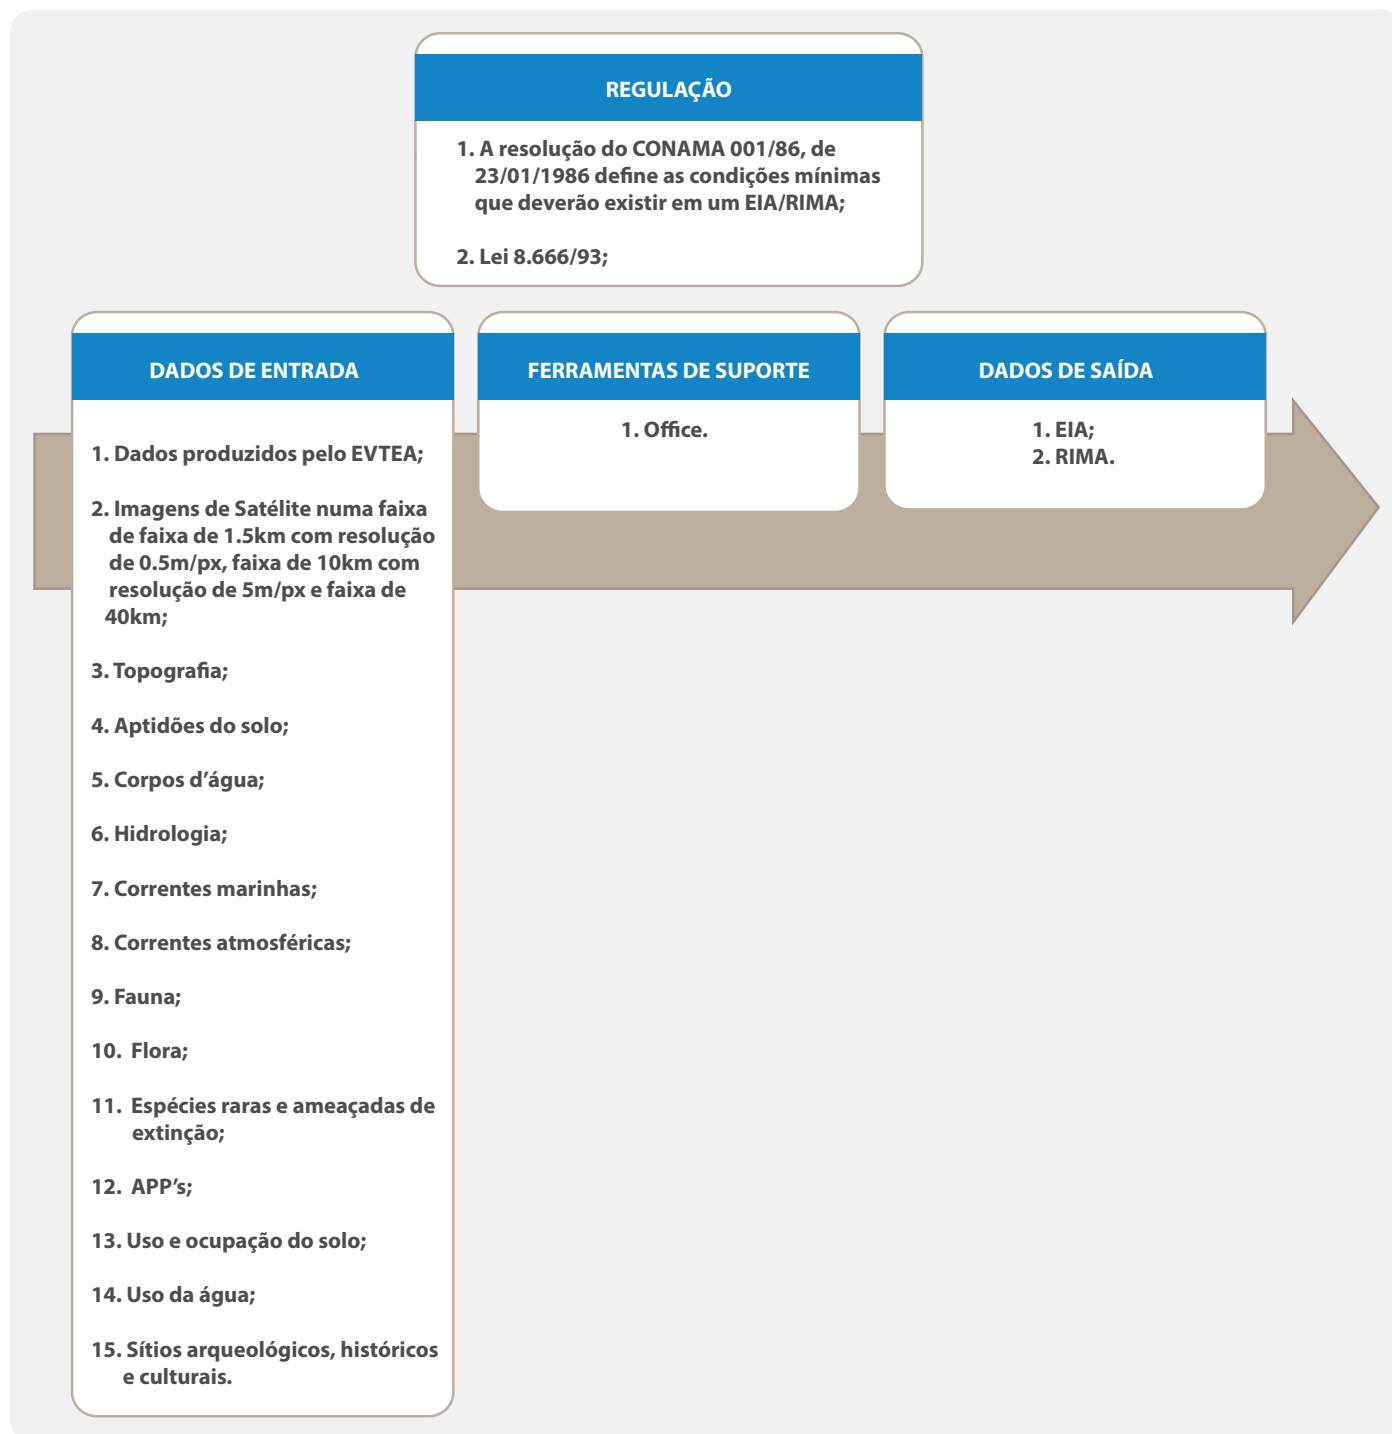 REGULAÇÃO
1. A resolução do CONAMA 001/86, de
23/01/1986 define as condições mínimas
que deverão existir em um EIA/RIMA;
2. Lei 8.666/93;
DADOS DE ENTRADA
1. Dados produzidos pelo EVTEA;
2. Imagens de Satélite numa faixa
de faixa de 1.5km com resolução
de 0.5m/px, faixa de 10km com
resolução de 5m/px e faixa de
40km;
3. Topografia;
4. Aptidões do solo;
5. Corpos d’água;
6. Hidrologia;
7. Correntes marinhas;
8. Correntes atmosféricas;
9. Fauna;
10. Flora;
11. Espécies raras e ameaçadas de
extinção;
12. APP’s;
13. Uso e ocupação do solo;
14. Uso da água;
15. Sítios arqueológicos, históricos
e culturais.
FERRAMENTAS DE SUPORTE
1. Office.
DADOS DE SAÍDA
1. EIA;
2. RIMA.